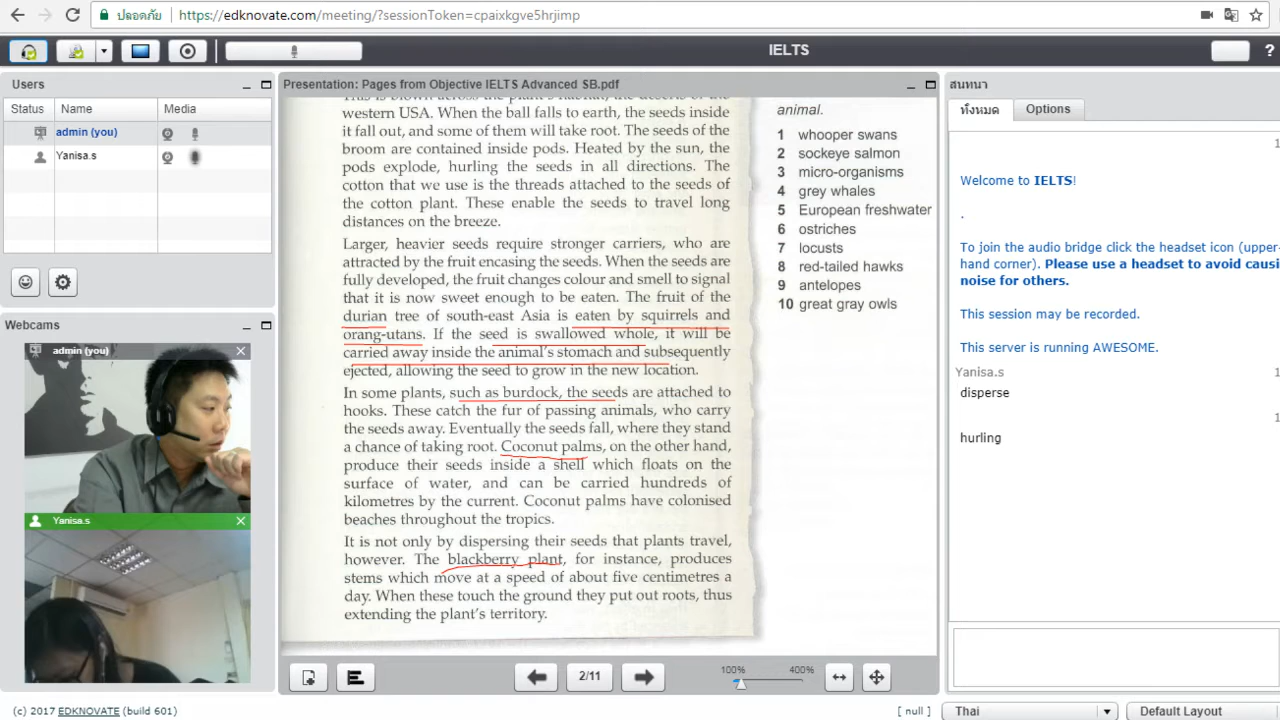 ปลอดภัย
https://edknovate.com/meeting/?sessionToken=cpaixkgve5hrjimp
IELTS
?
Users
Status Name Media
admin (you)
Yanisa.s
Webcams
admin (you)
Yanisa.s
Presentation: Pages from Objective IELTS Advanced SB.pdf
This is blown across the plant's habitat, the deserts of the
western USA. When the ball falls to earth, the seeds inside
it fall out, and some of them will take root. The seeds of the
broom are contained inside pods. Heated by the sun, the
pods explode, hurling the seeds in all directions. The
cotton that we use is the threads attached to the seeds of
the cotton plant. These enable the seeds to travel long
distances on the breeze.
Larger, heavier seeds require stronger carriers, who are
attracted by the fruit encasing the seeds. When the seeds are
fully developed, the fruit changes colour and smell to signal
that it is now sweet enough to be eaten. The fruit of the
durian tree of south-east Asia is eaten by squirrels and
orang-utans. If the seed is swallowed whole, it will be
carried away inside the animal's stomach and subsequently
ejected, allowing the seed to grow in the new location.
In some plants, such as burdock, the seeds are attached to
hooks. These catch the fur of passing animals, who carry
the seeds away. Eventually the seeds fall, where they stand
a chance of taking root. Coconut palms, on the other hand,
produce their seeds inside a shell which floats on the
surface of water, and can be carried hundreds of
kilometres by the current. Coconut palms have colonised
beaches throughout the tropics.
It is not only by dispersing their seeds that plants travel,
however. The blackberry plant, for instance, produces
stems which move at a speed of about five centimetres a
day. When these touch the ground they put out roots, thus
extending the plant's territory.
animal.
1 whooper swans
2 sockeye salmon
3 micro-organisms
4 grey whales
5 European freshwater
6 ostriches
7 locusts
8 red-tailed hawks
9 antelopes
10 great gray owls
2/11
100% 400%
สนทนา
ทั้งหมด Options
1
Welcome to IELTS!
.
To join the audio bridge click the headset icon (upper-
hand corner). Please use a headset to avoid causi
noise for others.
This session may be recorded.
This server is running AWESOME.
Yanisa.s 1
disperse
1
hurling
(c) 2017 EDKNOVATE (build 601)
[ null ]
Thai
Default Layout